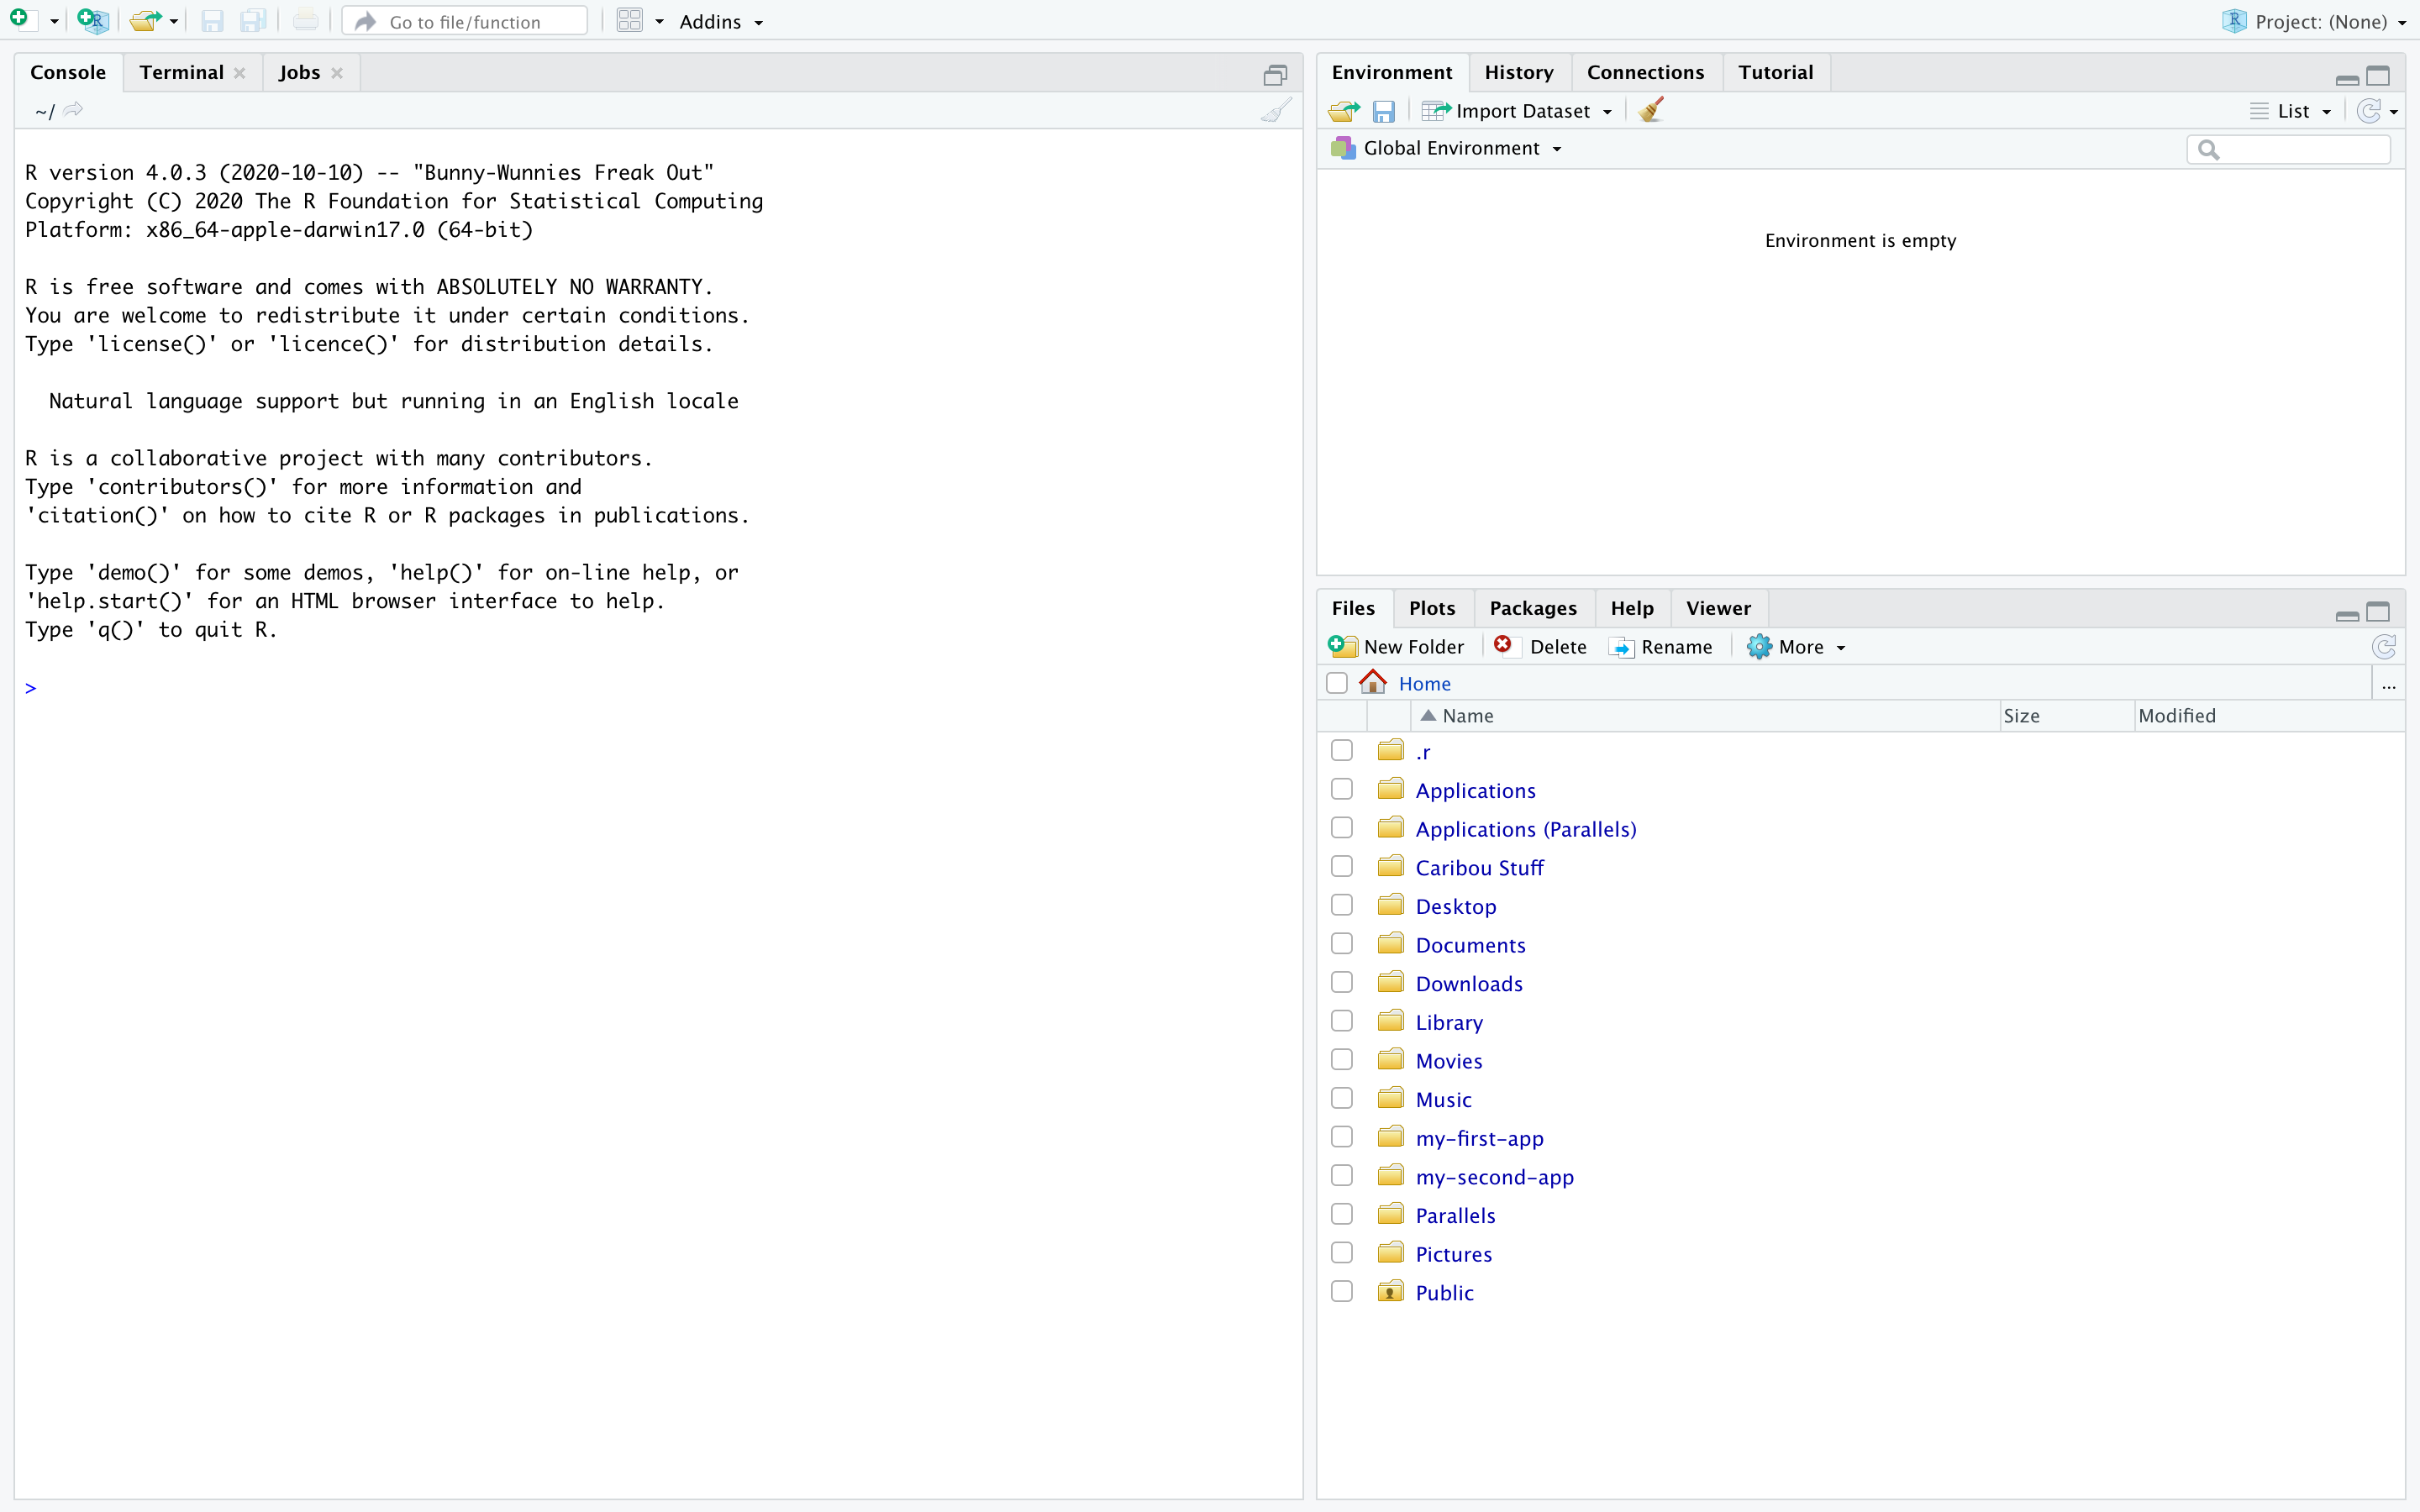 Go to file/function
Addins
Project: (None)
Console
Terminal
Jobs
~/
R version 4.0.3 (2020-10-10) -- "Bunny-Wunnies Freak Out"
Copyright (C) 2020 The R Foundation for Statistical Computing
Platform: x86_64-apple-darwin17.0 (64-bit)
R is free software and comes with ABSOLUTELY NO WARRANTY.
You are welcome to redistribute it under certain conditions.
Type 'license()' or 'licence()' for distribution details.
Natural language support but running in an English locale
R is a collaborative project with many contributors.
Type 'contributors()' for more information and
'citation()' on how to cite R or R packages in publications.
Type 'demo()' for some demos, 'help()' for on-line help, or
'help.start()' for an HTML browser interface to help.
Type 'q()' to quit R.
>
Environment
History
Connections
Tutorial
Import Dataset
List
Global Environment
Environment is empty
Files
Plots
Packages
Help
Viewer
New Folder
Delete
Rename
More
Home
...
Name
Size
Modified
.r
Applications
Applications (Parallels)
Caribou Stuff
Desktop
Documents
Downloads
Library
Movies
Music
my-first-app
my-second-app
Parallels
Pictures
Public